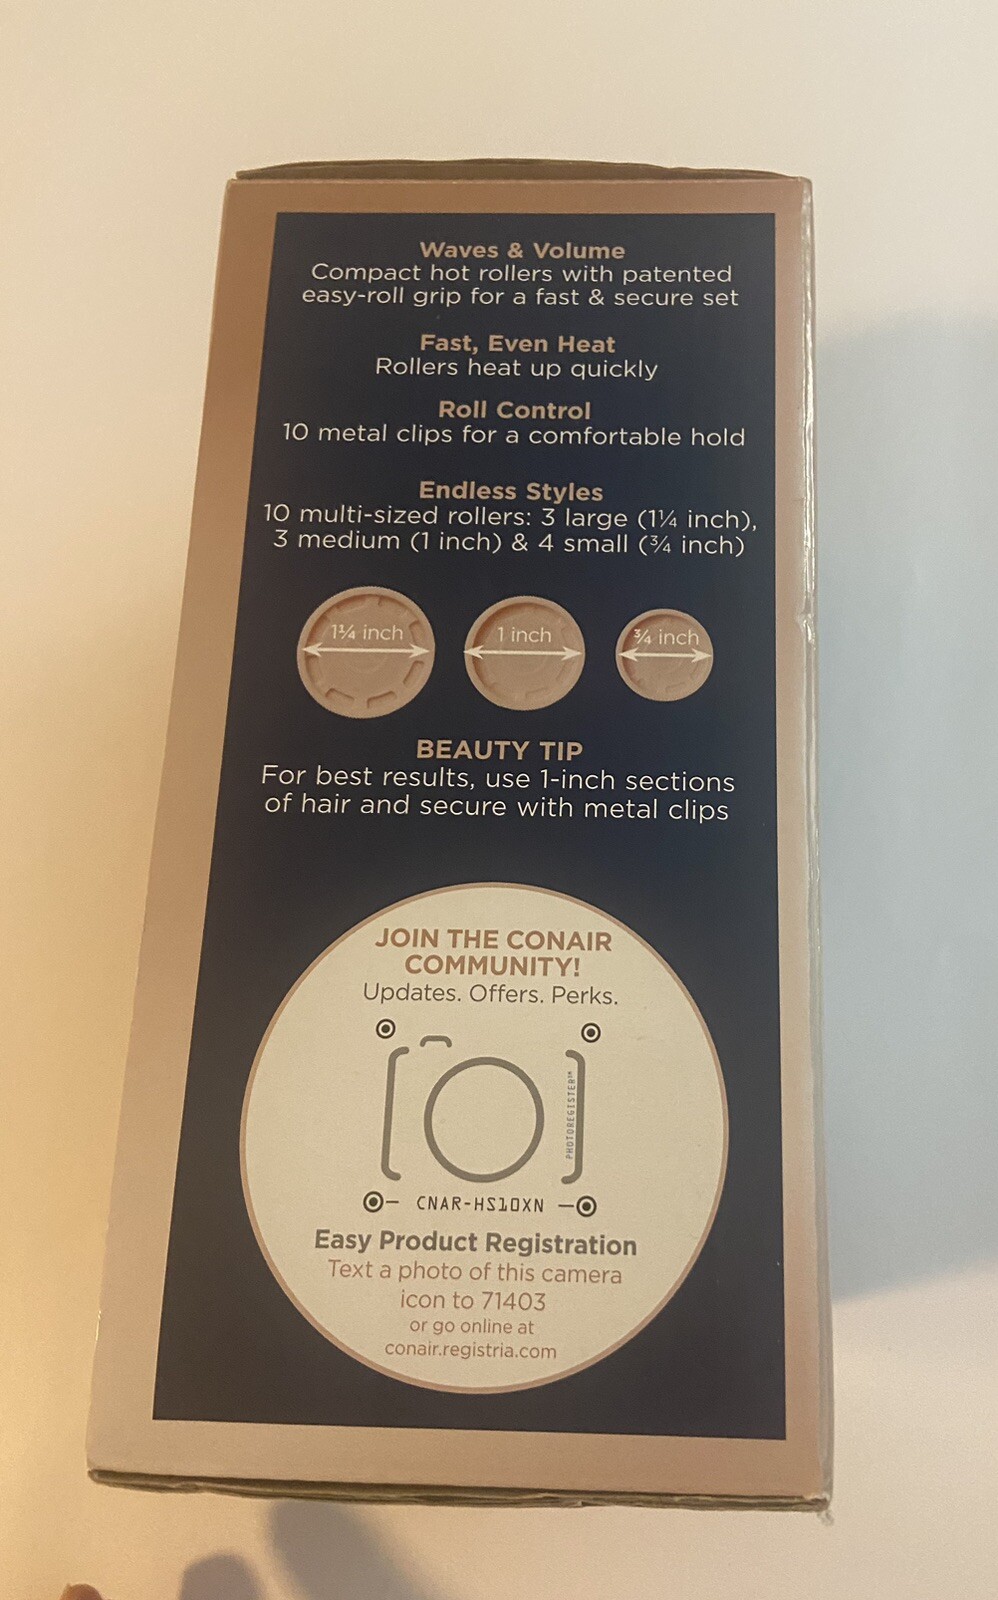 Waves & Volume
Compact hot rollers with patented
easy-roll grip for a fast & secure set
Fast, Even Heat
Rollers heat up quickly
Roll Control
10 metal clips for a comfortable hold
Endless Styles
10 multi-sized rollers: 3 large (1¼ inch),
3 medium (1 inch) & 4 small (¾ inch)
1¼ inch
1 inch
¾ inch
BEAUTY TIP
For best results, use 1-inch sections
of hair and secure with metal clips
JOIN THE CONAIR
COMMUNITY!
Updates. Offers. Perks.
PHOTOREGISTER™
CNAR-HS10XN
Easy Product Registration
Text a photo of this camera
icon to 71403
or go online at
conair.registria.com